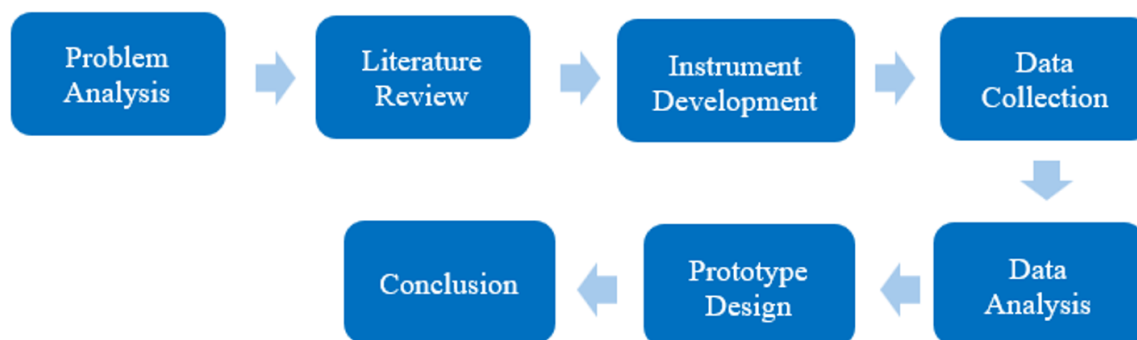 Problem
Analysis
Literature
Review
Instrument
Development
Data
Collection
Data
Analysis
Prototype
Design
Conclusion